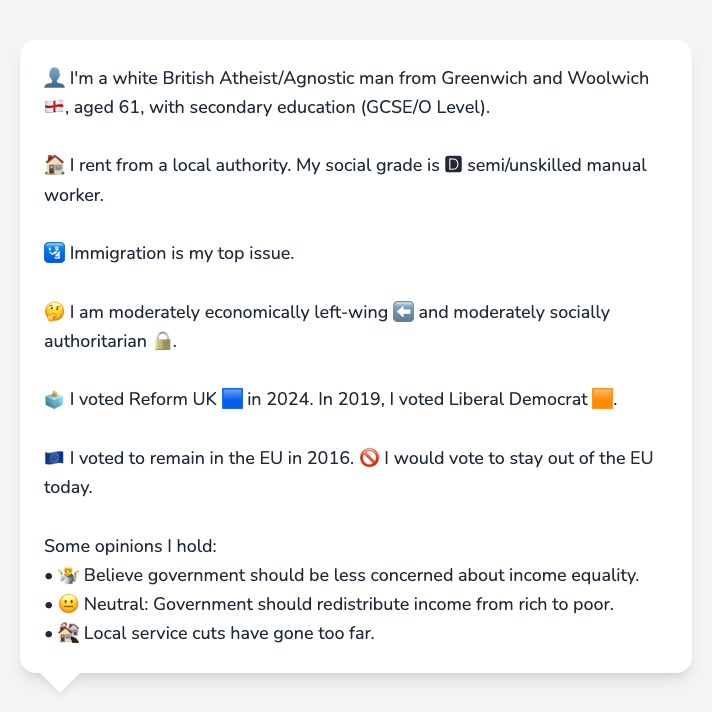 👤 I'm a white British Atheist/Agnostic man from Greenwich and Woolwich
🏴󠁧󠁢󠁥󠁮󠁧󠁿, aged 61, with secondary education (GCSE/O Level).
🏠 I rent from a local authority. My social grade is D semi/unskilled manual
worker.
🛂 Immigration is my top issue.
🤔 I am moderately economically left-wing ⬅️ and moderately socially
authoritarian 🔒.
🗳️ I voted Reform UK 🟦 in 2024. In 2019, I voted Liberal Democrat 🟧.
🇪🇺 I voted to remain in the EU in 2016. 🚫 I would vote to stay out of the EU
today.
Some opinions I hold:
• 🤷 Believe government should be less concerned about income equality.
• 😐 Neutral: Government should redistribute income from rich to poor.
• 🏚️ Local service cuts have gone too far.